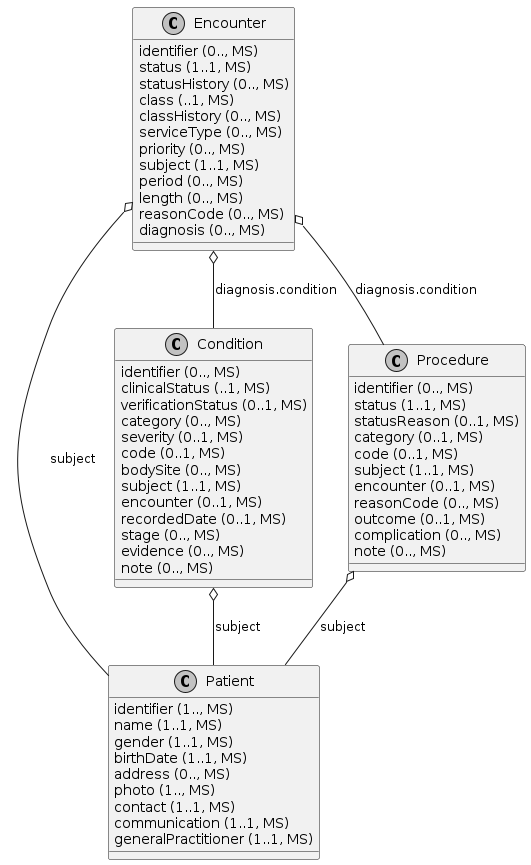 C Encounter
identifier (0.., MS)
status (1..1, MS)
statusHistory (0.., MS)
class (..1, MS)
classHistory (0.., MS)
serviceType (0.., MS)
priority (0.., MS)
subject (1..1, MS)
period (0.., MS)
length (0.., MS)
reasonCode (0.., MS)
diagnosis (0.., MS)
diagnosis.condition
diagnosis.condition
C Condition
identifier (0.., MS)
clinicalStatus (..1, MS)
verificationStatus (0..1, MS)
category (0.., MS)
severity (0..1, MS)
code (0..1, MS)
bodySite (0.., MS)
subject (1..1, MS)
encounter (0..1, MS)
recordedDate (0..1, MS)
stage (0.., MS)
evidence (0.., MS)
note (0.., MS)
C Procedure
identifier (0.., MS)
status (1..1, MS)
statusReason (0..1, MS)
category (0..1, MS)
code (0..1, MS)
subject (1..1, MS)
encounter (0..1, MS)
reasonCode (0.., MS)
outcome (0..1, MS)
complication (0.., MS)
note (0.., MS)
subject
subject
subject
C Patient
identifier (1.., MS)
name (1..1, MS)
gender (1..1, MS)
birthDate (1..1, MS)
address (0.., MS)
photo (1.., MS)
contact (1..1, MS)
communication (1..1, MS)
generalPractitioner (1..1, MS)